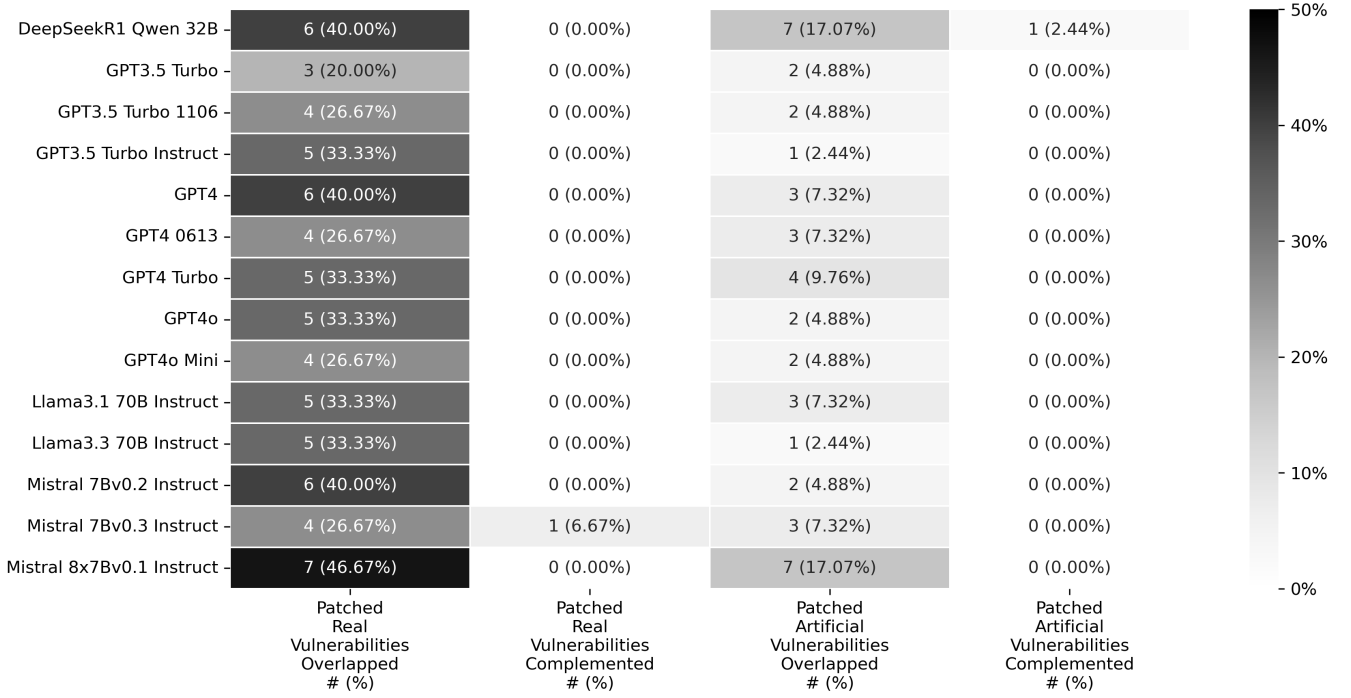 DeepSeekR1 Qwen 32B 6 (40.00%) 0 (0.00%) 7 (17.07%) 1 (2.44%)
GPT3.5 Turbo 3 (20.00%) 0 (0.00%) 2 (4.88%) 0 (0.00%)
GPT3.5 Turbo 1106 4 (26.67%) 0 (0.00%) 2 (4.88%) 0 (0.00%)
GPT3.5 Turbo Instruct 5 (33.33%) 0 (0.00%) 1 (2.44%) 0 (0.00%)
GPT4 6 (40.00%) 0 (0.00%) 3 (7.32%) 0 (0.00%)
GPT4 0613 4 (26.67%) 0 (0.00%) 3 (7.32%) 0 (0.00%)
GPT4 Turbo 5 (33.33%) 0 (0.00%) 4 (9.76%) 0 (0.00%)
GPT4o 5 (33.33%) 0 (0.00%) 2 (4.88%) 0 (0.00%)
GPT4o Mini 4 (26.67%) 0 (0.00%) 2 (4.88%) 0 (0.00%)
Llama3.1 70B Instruct 5 (33.33%) 0 (0.00%) 3 (7.32%) 0 (0.00%)
Llama3.3 70B Instruct 5 (33.33%) 0 (0.00%) 1 (2.44%) 0 (0.00%)
Mistral 7Bv0.2 Instruct 6 (40.00%) 0 (0.00%) 2 (4.88%) 0 (0.00%)
Mistral 7Bv0.3 Instruct 4 (26.67%) 1 (6.67%) 3 (7.32%) 0 (0.00%)
Mistral 8x7Bv0.1 Instruct 7 (46.67%) 0 (0.00%) 7 (17.07%) 0 (0.00%)
Patched
Real
Vulnerabilities
Overlapped
# (%)
Patched
Real
Vulnerabilities
Complemented
# (%)
Patched
Artificial
Vulnerabilities
Overlapped
# (%)
Patched
Artificial
Vulnerabilities
Complemented
# (%)
50%
40%
30%
20%
10%
0%